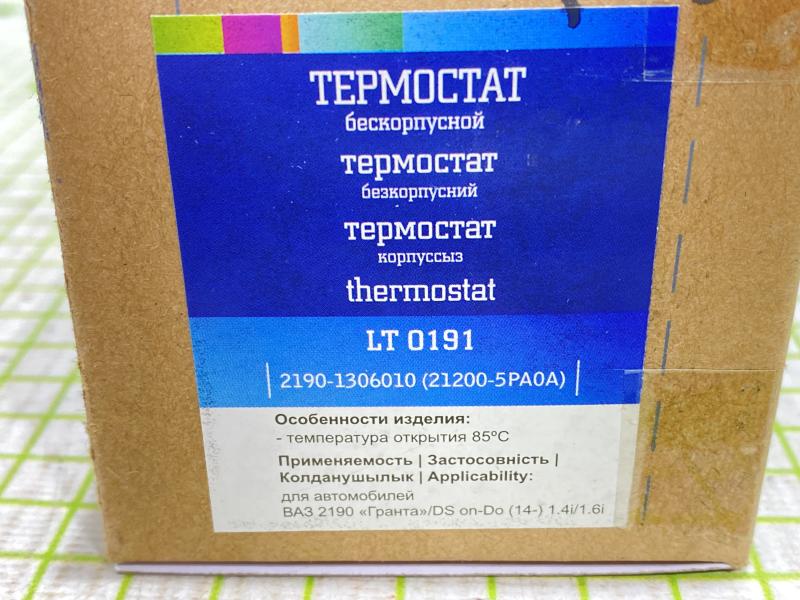 ТЕРМОСТАТ
бескорпусной
термостат
безкорпусний
термостат
корпуссыз
thermostat
LT 0191
2190-1306010 (21200-5PA0A)
Особенности изделия:
- температура открытия 85ºС
Применяемость | Застосовність |
Колданушылык | Applicability:
для автомобилей
ВАЗ 2190 «Гранта»/DS on-Do (14-) 1.4i/1.6i